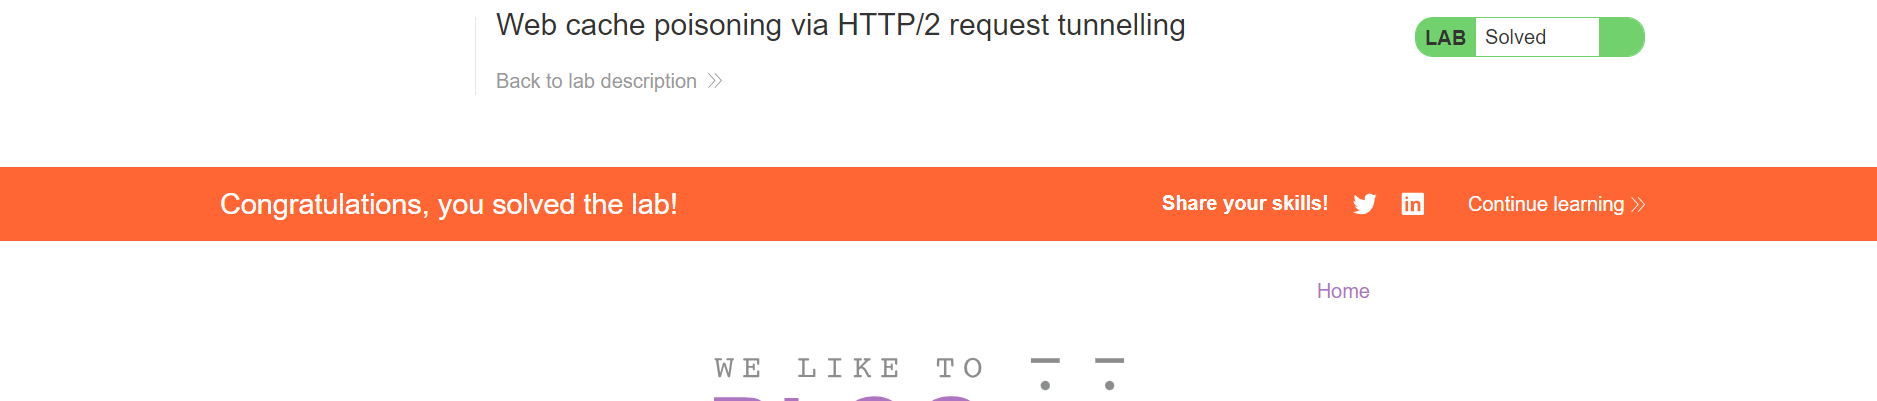 Web cache poisoning via HTTP/2 request tunnelling
LAB Solved
Back to lab description
Congratulations, you solved the lab!
Share your skills! Continue learning
Home
WE LIKE TO